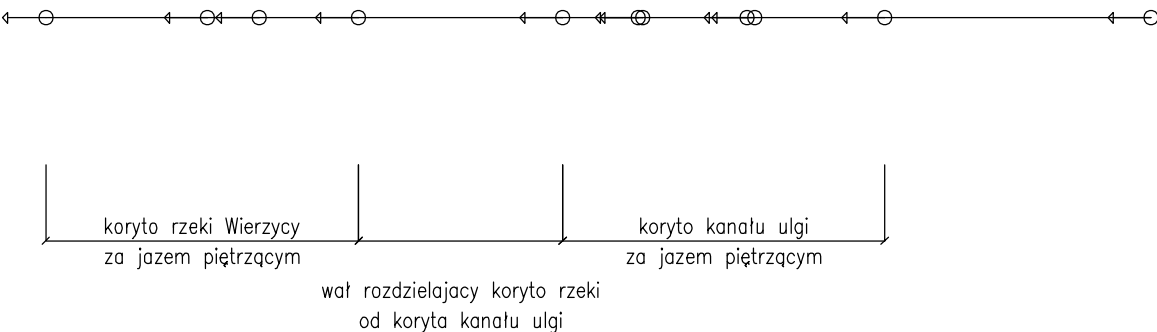 koryto rzeki Wierzycy
za jazem piętrzącym
koryto kanału ulgi
za jazem piętrzącym
wał rozdzielajacy koryto rzeki
od koryta kanału ulgi